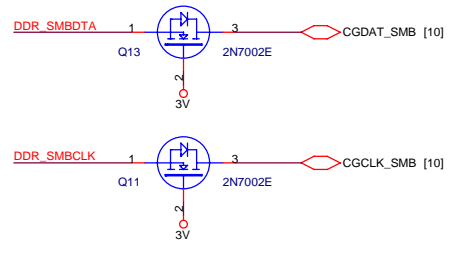 DDR_SMBDTA 1 3 CGDAT_SMB [10]
Q13 2N7002E
2
3V
DDR_SMBCLK 1 3 CGCLK_SMB [10]
Q11 2N7002E
2
3V